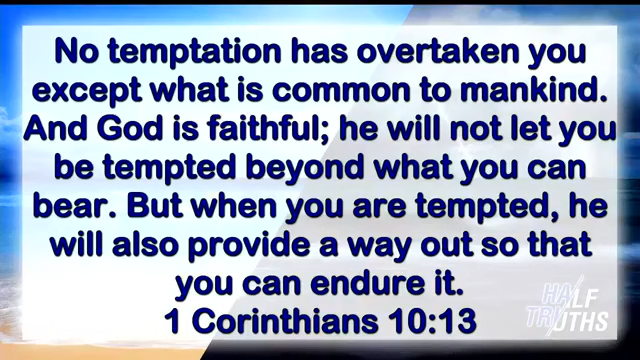 No temptation has overtaken you
except what is common to mankind.
And God is faithful; he will not let you
be tempted beyond what you can
bear. But when you are tempted, he
will also provide a way out so that
you can endure it.
1 Corinthians 10:13
HALF
TRUTHS